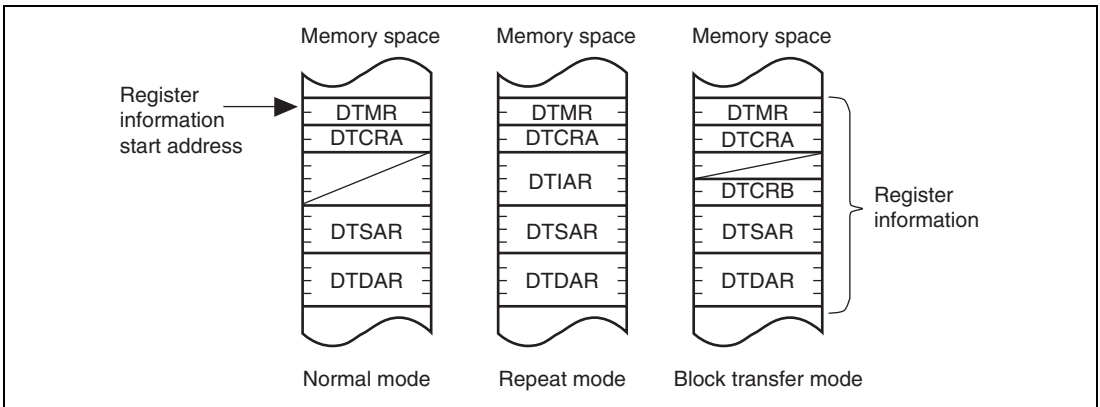 Memory space
Memory space
Memory space
Register
information
start address
DTMR
DTMR
DTMR
DTCRA
DTCRA
DTCRA
DTIAR
DTCRB
DTSAR
DTSAR
DTSAR
DTDAR
DTDAR
DTDAR
Register
information
Normal mode
Repeat mode
Block transfer mode